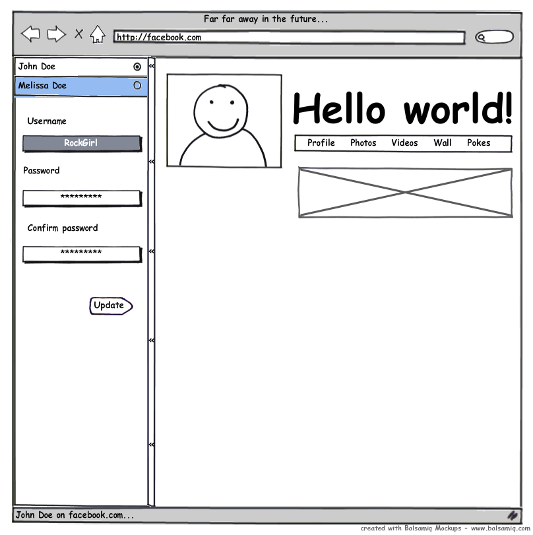 Far far away in the future...
http://facebook.com
John Doe
Melissa Doe
Username
RockGirl
Password
*********
Confirm password
*********
Update
Hello world!
Profile Photos Videos Wall Pokes
John Doe on facebook.com...
created with Balsamiq Mockups - www.balsamiq.com